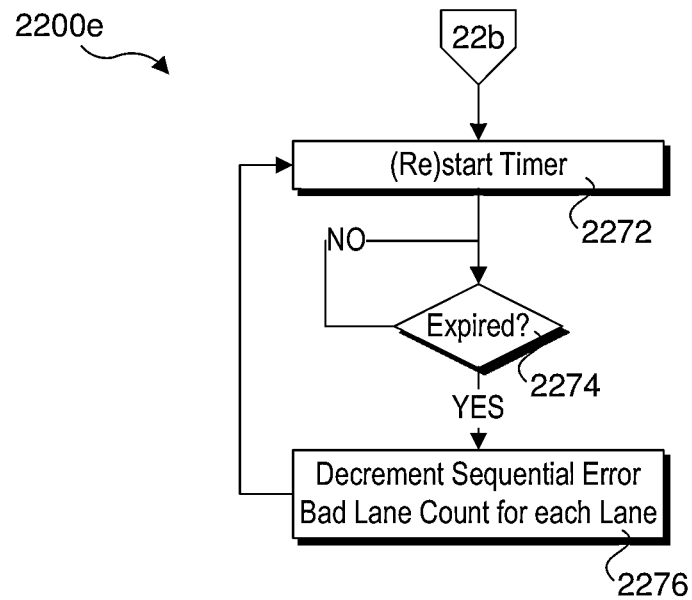 2200e
22b
(Re)start Timer
2272
NO
Expired?
2274
YES
Decrement Sequential Error
Bad Lane Count for each Lane
2276